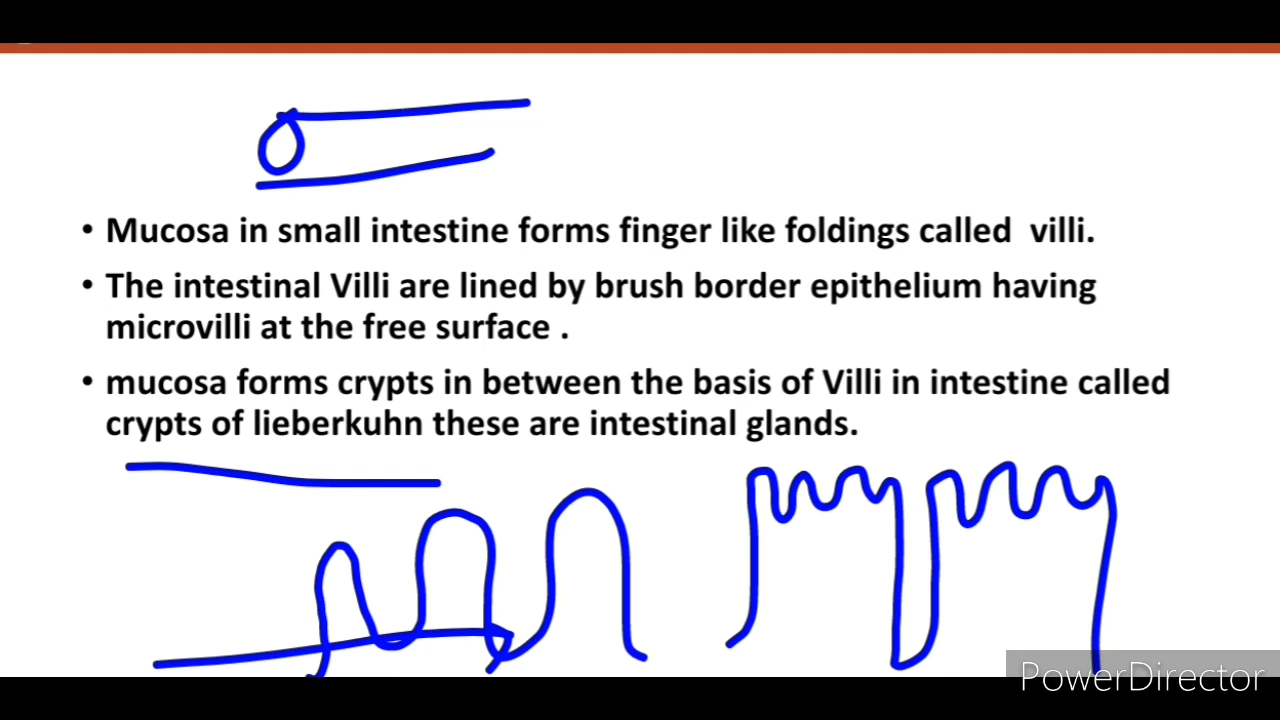 • Mucosa in small intestine forms finger like foldings called villi.
• The intestinal Villi are lined by brush border epithelium having
microvilli at the free surface .
• mucosa forms crypts in between the basis of Villi in intestine called
crypts of lieberkuhn these are intestinal glands.
PowerDirector